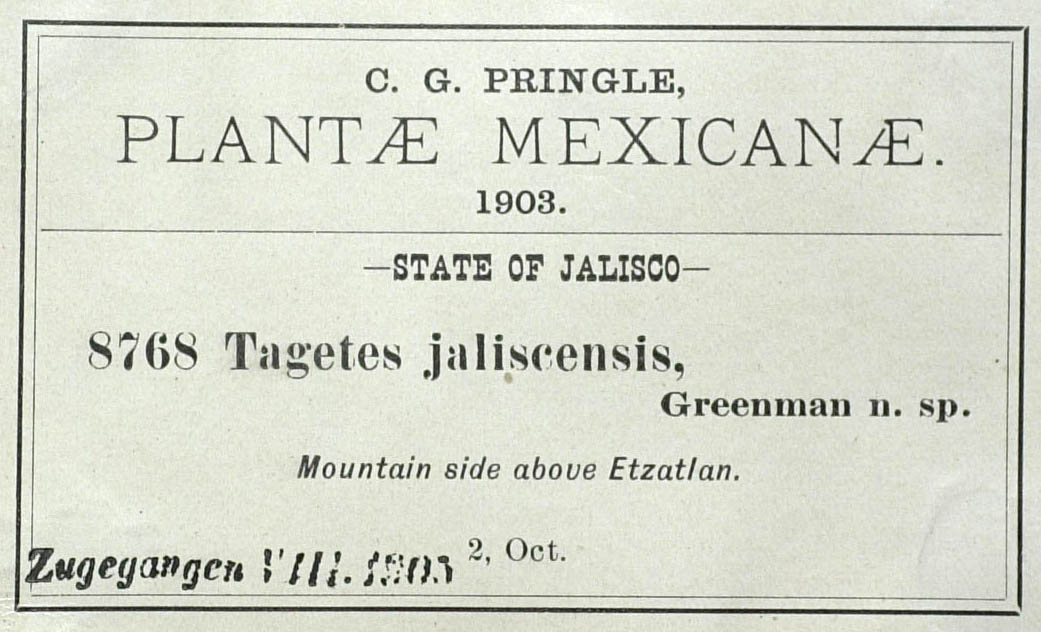 C. G. PRINGLE,
PLANTÆ MEXICANÆ.
1903.
—STATE OF JALISCO—
8768 Tagetes jaliscensis,
Greenman n. sp.
Mountain side above Etzatlan.
2, Oct.
Zugegangen VIII.